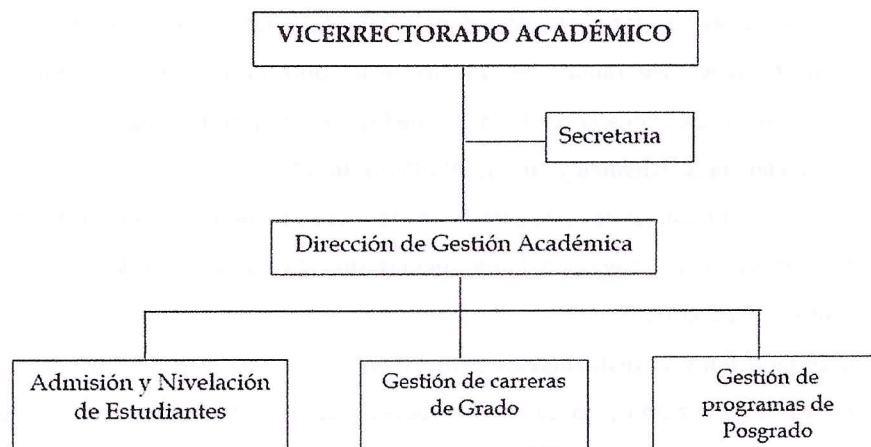 VICERRECTORADO ACADÉMICO
Secretaria
Dirección de Gestión Académica
Admisión y Nivelación
de Estudiantes
Gestión de carreras
de Grado
Gestión de
programas de
Posgrado